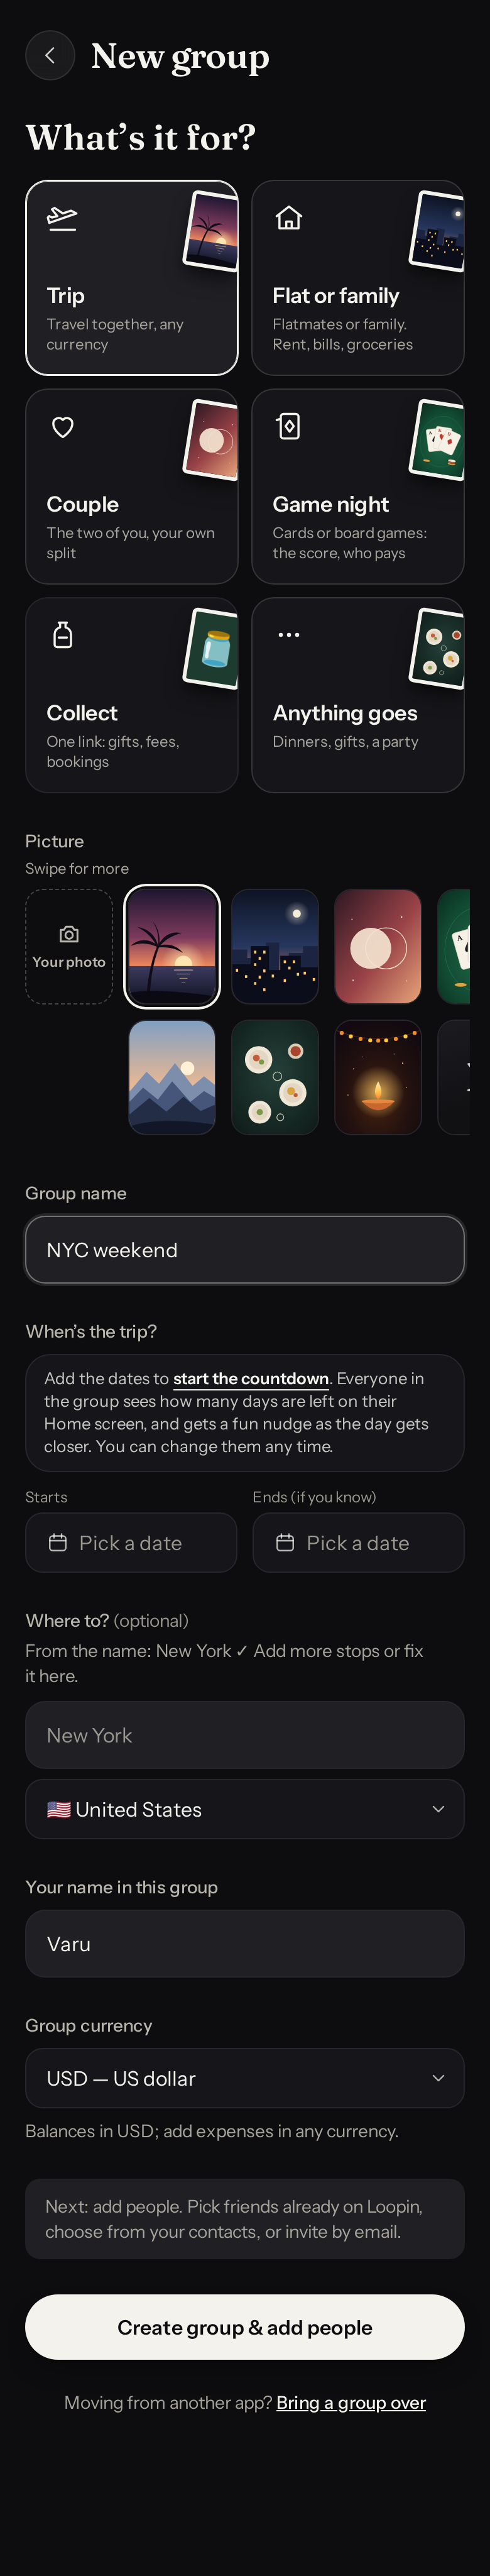 New group
What’s it for?
Trip
Travel together, any
currency
Flat or family
Flatmates or family.
Rent, bills, groceries
Couple
The two of you, your own
split
Game night
Cards or board games:
the score, who pays
Collect
One link: gifts, fees,
bookings
Anything goes
Dinners, gifts, a party
Picture
Swipe for more
Your photo
Group name
NYC weekend
When’s the trip?
Add the dates to start the countdown. Everyone in
the group sees how many days are left on their
Home screen, and gets a fun nudge as the day gets
closer. You can change them any time.
Starts
Ends (if you know)
Pick a date
Pick a date
Where to? (optional)
From the name: New York ✓ Add more stops or fix
it here.
New York
🇺🇸 United States
Your name in this group
Varu
Group currency
USD — US dollar
Balances in USD; add expenses in any currency.
Next: add people. Pick friends already on Loopin,
choose from your contacts, or invite by email.
Create group & add people
Moving from another app? Bring a group over